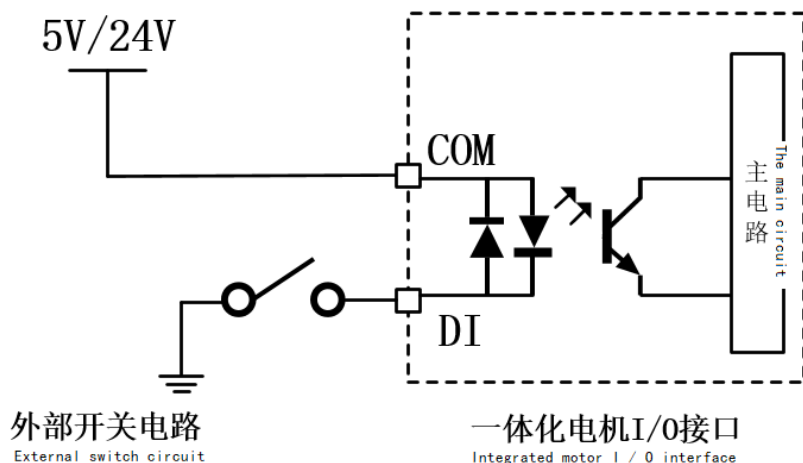 5V/24V
COM
主电路
The main circuit
DI
外部开关电路
External switch circuit
一体化电机I/O接口
Integrated motor I / O interface